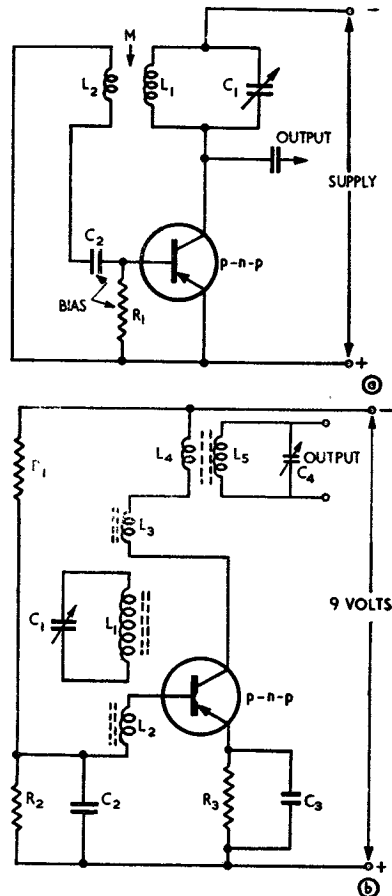 −
M
L2
L1
C1
OUTPUT
SUPPLY
C2
p-n-p
BIAS
R1
+
a
−
L4
L5
OUTPUT
C4
L3
9 VOLTS
C1
L1
p-n-p
L2
R2
C2
R3
C3
+
b